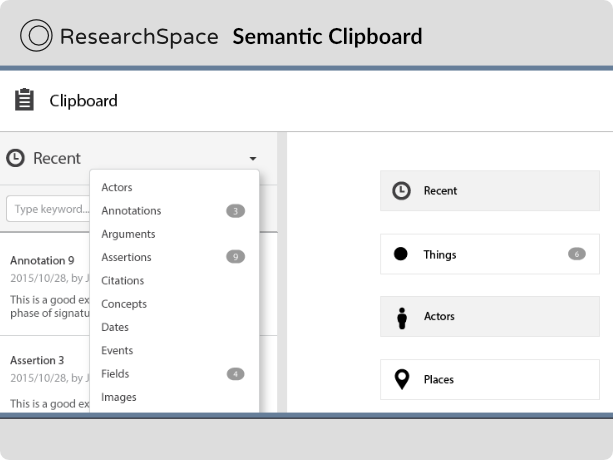 ResearchSpace Semantic Clipboard
Clipboard
Recent
Type keyword...
Actors
Annotations 3
Arguments
Assertions 9
Citations
Concepts
Dates
Events
Fields 4
Images
Annotation 9
2015/10/28, by J
This is a good ex
phase of signatu
Assertion 3
2015/10/28, by J
This is a good ex
Recent
Things 6
Actors
Places